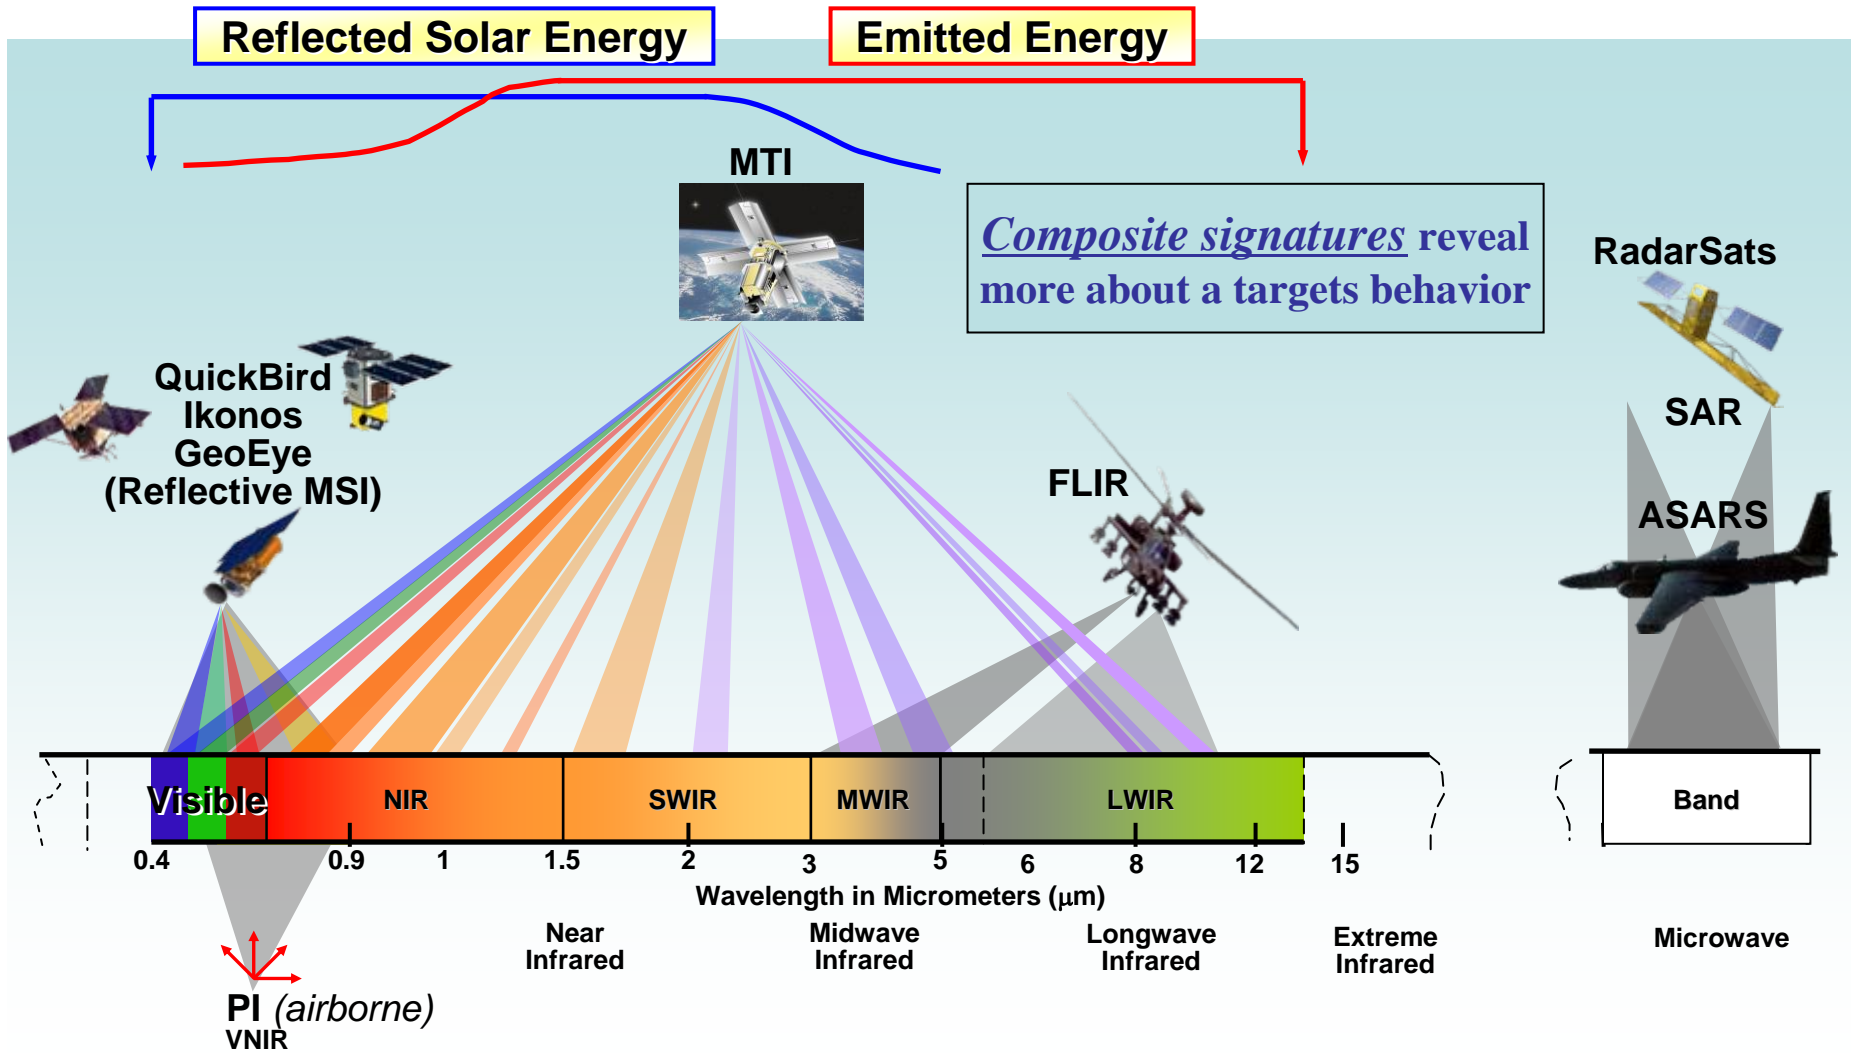 Reflected Solar Energy
Emitted Energy
MTI
Composite signatures reveal
more about a targets behavior
RadarSats
SAR
QuickBird
Ikonos
GeoEye
(Reflective MSI)
FLIR
ASARS
Visible
NIR
SWIR
MWIR
LWIR
Band
0.4
0.9
1
1.5
2
3
5
6
8
12
15
Wavelength in Micrometers (μm)
Near
Infrared
Midwave
Infrared
Longwave
Infrared
Extreme
Infrared
Microwave
PI (airborne)
VNIR